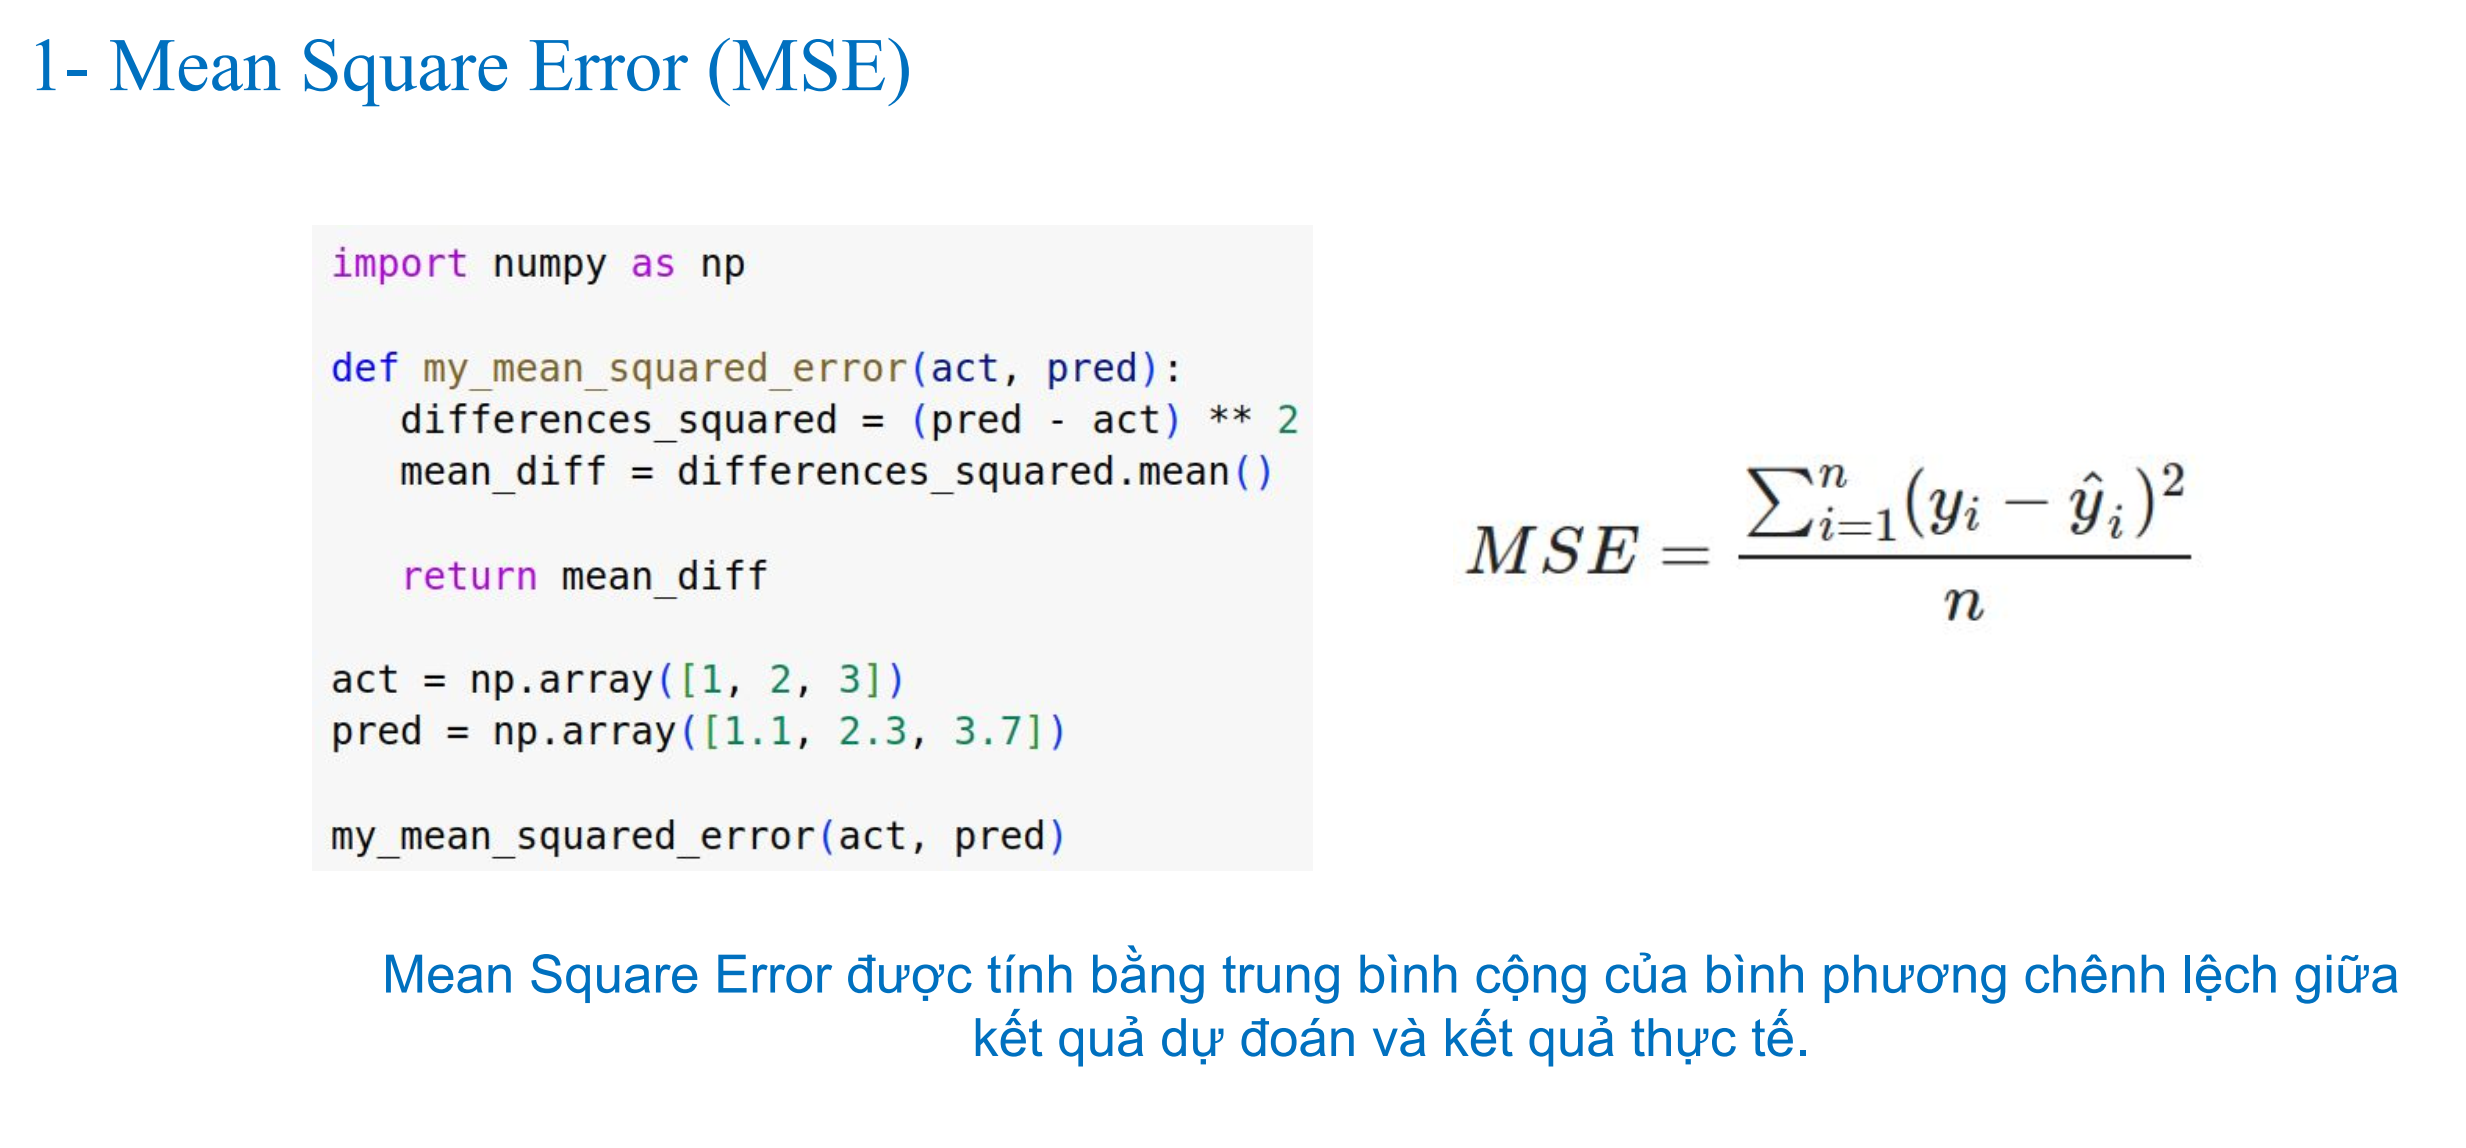 1- Mean Square Error (MSE)
import numpy as np
def my_mean_squared_error(act, pred):
differences_squared = (pred - act) ** 2
mean_diff = differences_squared.mean()
return mean_diff
act = np.array([1, 2, 3])
pred = np.array([1.1, 2.3, 3.7])
my_mean_squared_error(act, pred)
MSE = \frac{\sum_{i=1}^{n}(y_i - \hat{y}_i)^2}{n}
Mean Square Error được tính bằng trung bình cộng của bình phương chênh lệch giữa
kết quả dự đoán và kết quả thực tế.